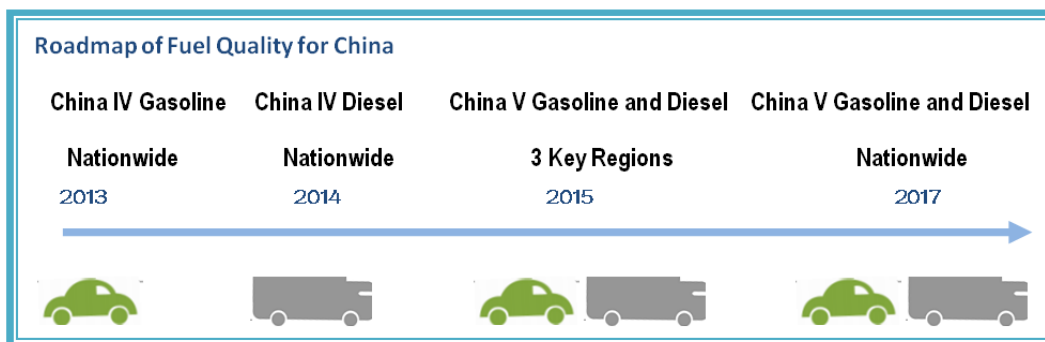 Roadmap of Fuel Quality for China
China IV Gasoline
Nationwide
2013
China IV Diesel
Nationwide
2014
China V Gasoline and Diesel
3 Key Regions
2015
China V Gasoline and Diesel
Nationwide
2017